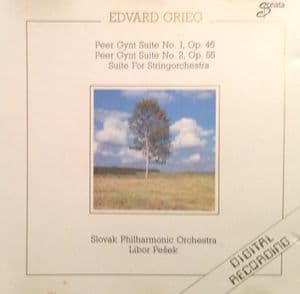 Sonata
EDVARD GRIEG
Peer Gynt Suite No. 1, Op. 46
Peer Gynt Suite No. 2, Op. 55
Suite For Stringorchestra
Slovak Philharmonic Orchestra
Libor Pešek
DIGITAL
RECORDING